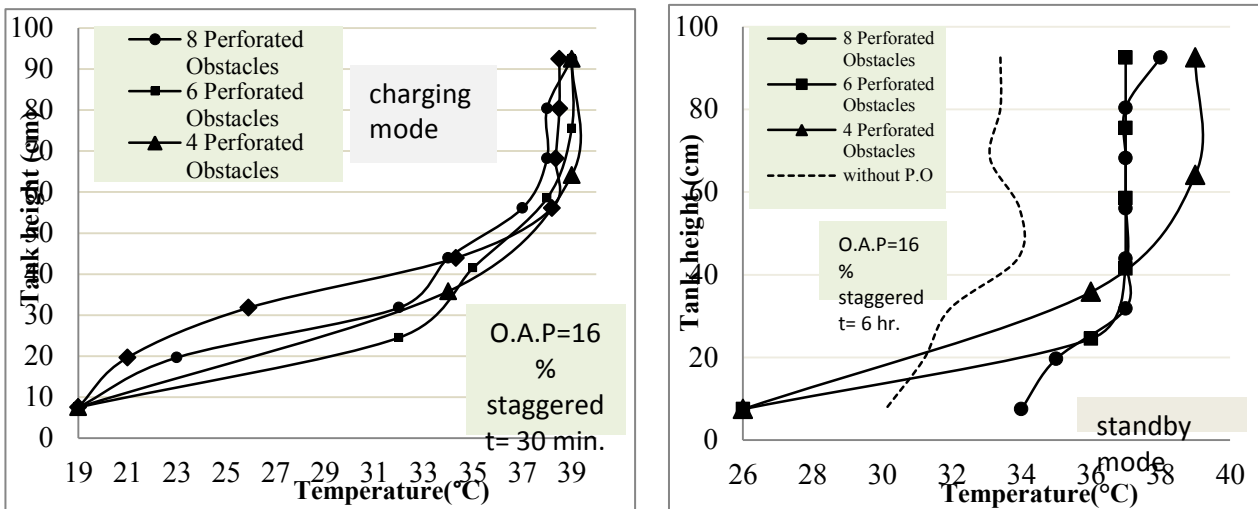 8 Perforated
Obstacles
6 Perforated
Obstacles
4 Perforated
Obstacles
charging
mode
O.A.P=16
%
staggered
t= 30 min.
Tank height (cm)
100
90
80
70
60
50
40
30
20
10
0
19 21 23 25 27 29 31 33 35 37 39
Temperature(°C)
8 Perforated
Obstacles
6 Perforated
Obstacles
4 Perforated
Obstacles
without P.O
O.A.P=16
%
staggered
t= 6 hr.
standby
mode
Tank height (cm)
100
80
60
40
20
0
26 28 30 32 34 36 38 40
Temperature(°C)